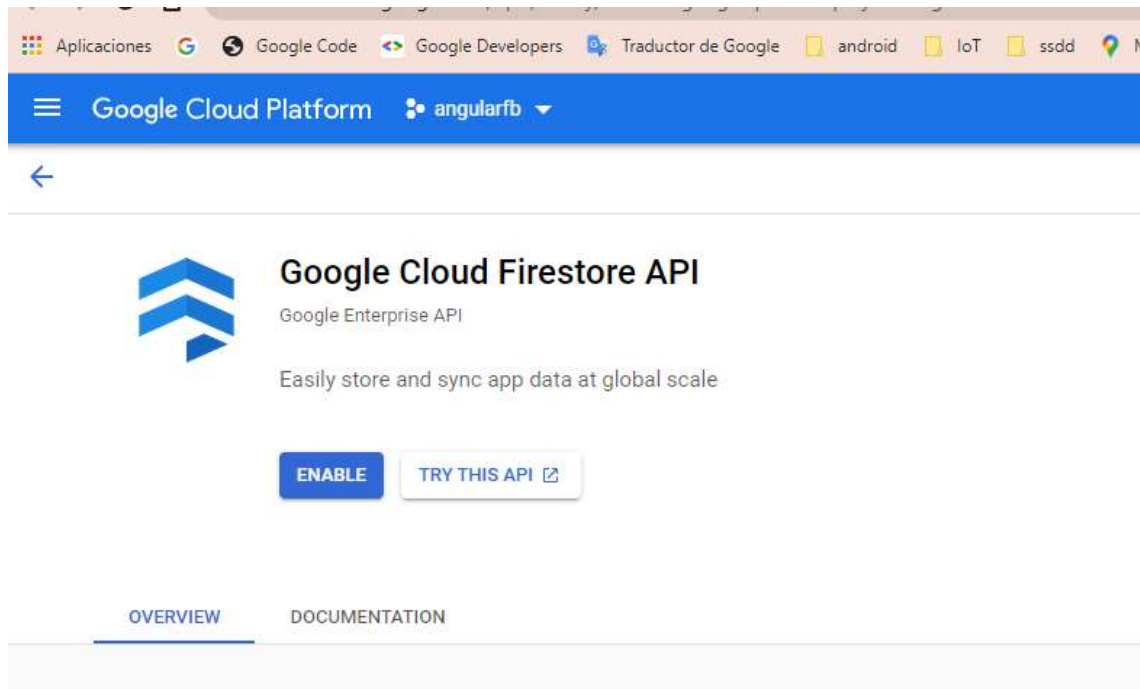 Aplicaciones Google Code Google Developers Traductor de Google android IoT ssdd
Google Cloud Platform angularfb
Google Cloud Firestore API
Google Enterprise API
Easily store and sync app data at global scale
ENABLE TRY THIS API
OVERVIEW DOCUMENTATION